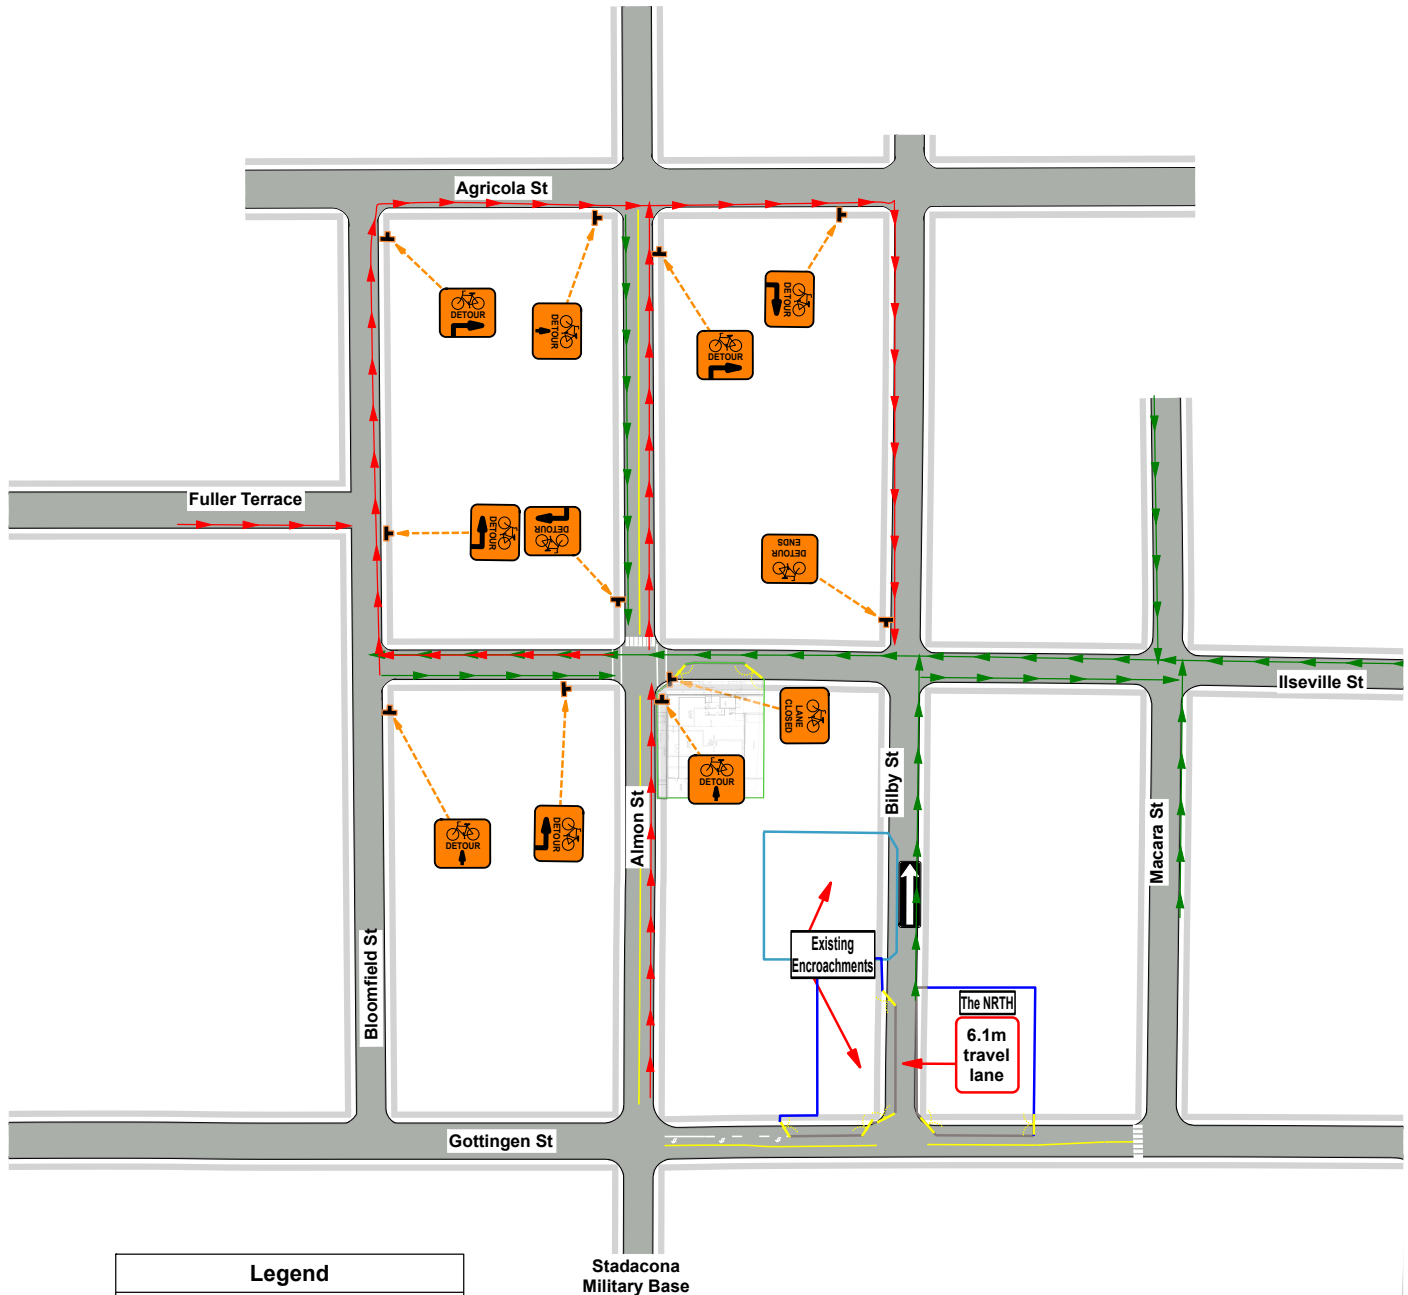 Agricola St
DETOUR
DETOUR
DETOUR
DETOUR
Fuller Terrace
DETOUR
DETOUR
DETOUR
ENDS
Ilseville St
LANE
CLOSED
DETOUR
Bilby St
Almon St
Macara St
DETOUR
DETOUR
Bloomfield St
Existing
Encroachments
The NRTH
6.1m
travel
lane
Gottingen St
Legend
Stadacona
Military Base